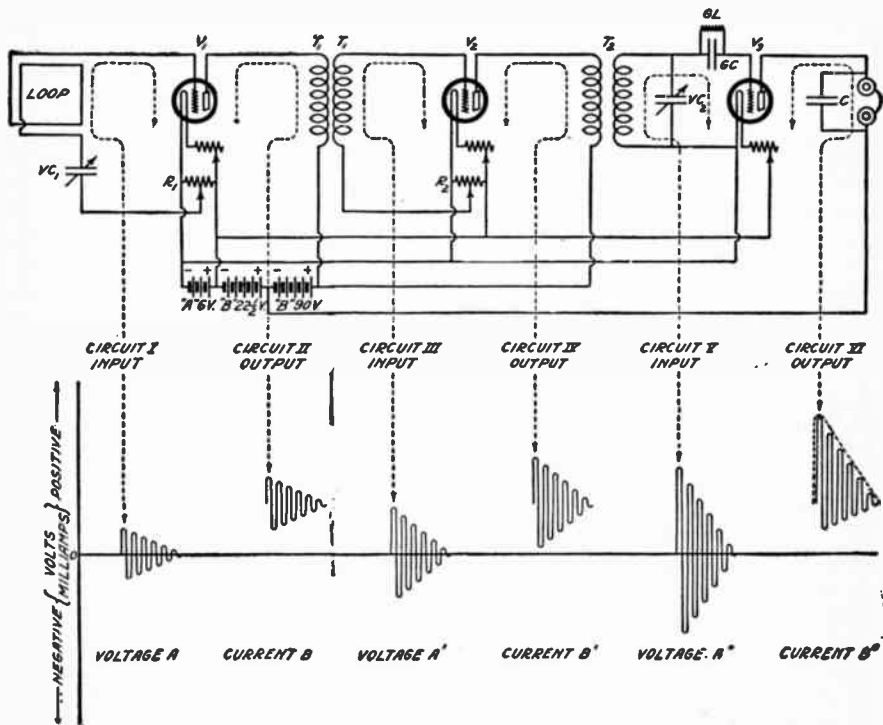 GL
V₁ T₁ T₁ V₂ T₂ GC V₃
LOOP
VC₂ C
VC₁ R₁ R₂
- + - + - +
"A" 6V. "B" 22½ V. "B" 90V
CIRCUIT I
INPUT
CIRCUIT II
OUTPUT
CIRCUIT III
INPUT
CIRCUIT IV
OUTPUT
CIRCUIT V
INPUT
CIRCUIT VI
OUTPUT
NEGATIVE { VOLTS } POSITIVE
MILLIAMPS
0
VOLTAGE A CURRENT B VOLTAGE A' CURRENT B' VOLTAGE. A" CURRENT B"